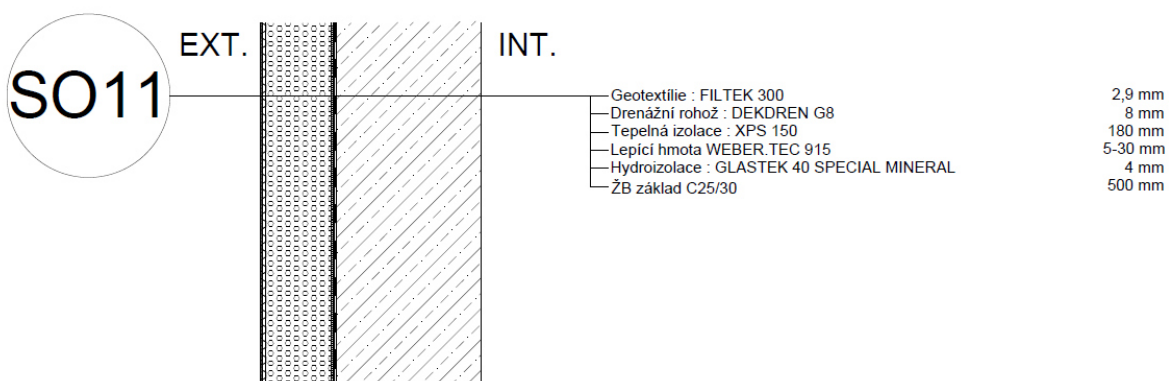 SO11
EXT.
INT.
Geotextílie : FILTEK 300 2,9 mm
Drenážní rohož : DEKDREN G8 8 mm
Tepelná izolace : XPS 150 180 mm
Lepící hmota WEBER.TEC 915 5-30 mm
Hydroizolace : GLASTEK 40 SPECIAL MINERAL 4 mm
ŽB základ C25/30 500 mm